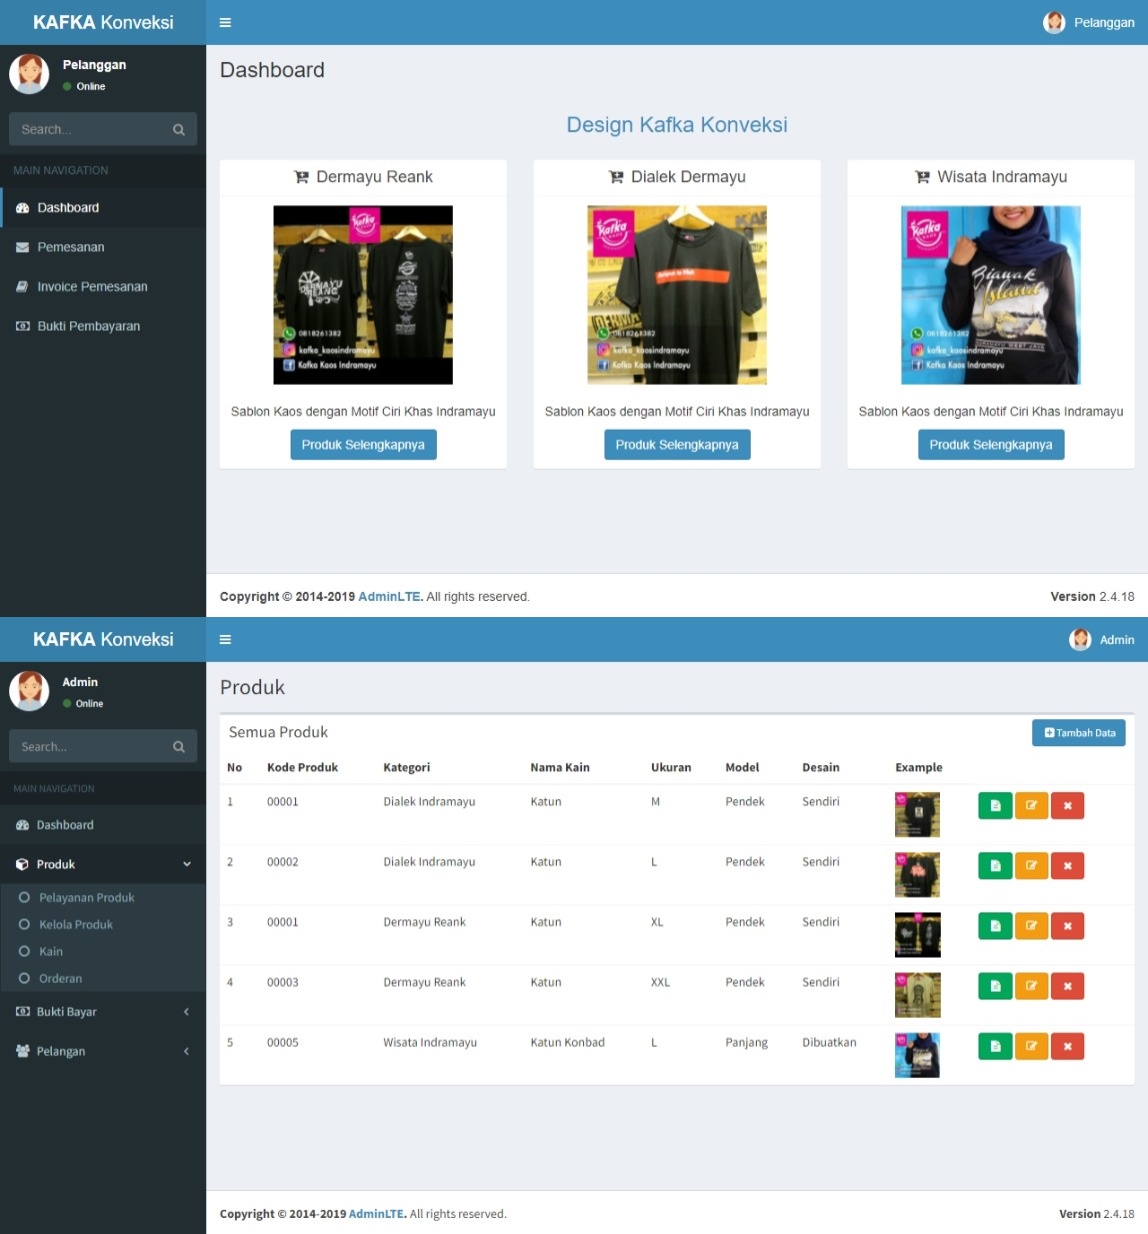 KAFKA Konveksi
Pelanggan
Pelanggan
Online
Search...
MAIN NAVIGATION
Dashboard
Pemesanan
Invoice Pemesanan
Bukti Pembayaran
Dashboard
Design Kafka Konveksi
Dermayu Reank
Kafka
DERMAYU
REANG
0818261382
kafka_kaosindramayu
Kafka Kaos Indramayu
Sablon Kaos dengan Motif Ciri Khas Indramayu
Produk Selengkapnya
Dialek Dermayu
Kafka
kafka_kaosindramayu
Kafka Kaos Indramayu
Sablon Kaos dengan Motif Ciri Khas Indramayu
Produk Selengkapnya
Wisata Indramayu
Kafka
Biawak
Island
0818261382
kafka_kaosindramayu
Kafka Kaos Indramayu
Sablon Kaos dengan Motif Ciri Khas Indramayu
Produk Selengkapnya
Copyright © 2014-2019 AdminLTE. All rights reserved.
Version 2.4.18
KAFKA Konveksi
Admin
Admin
Online
Search...
MAIN NAVIGATION
Dashboard
Produk
Pelayanan Produk
Kelola Produk
Kain
Orderan
Bukti Bayar
Pelangan
Produk
Semua Produk
Tambah Data
No Kode Produk Kategori Nama Kain Ukuran Model Desain Example
1 00001 Dialek Indramayu Katun M Pendek Sendiri
2 00002 Dialek Indramayu Katun L Pendek Sendiri
3 00001 Dermayu Reank Katun XL Pendek Sendiri
4 00003 Dermayu Reank Katun XXL Pendek Sendiri
5 00005 Wisata Indramayu Katun Konbad L Panjang Dibuatkan
Copyright © 2014-2019 AdminLTE. All rights reserved.
Version 2.4.18